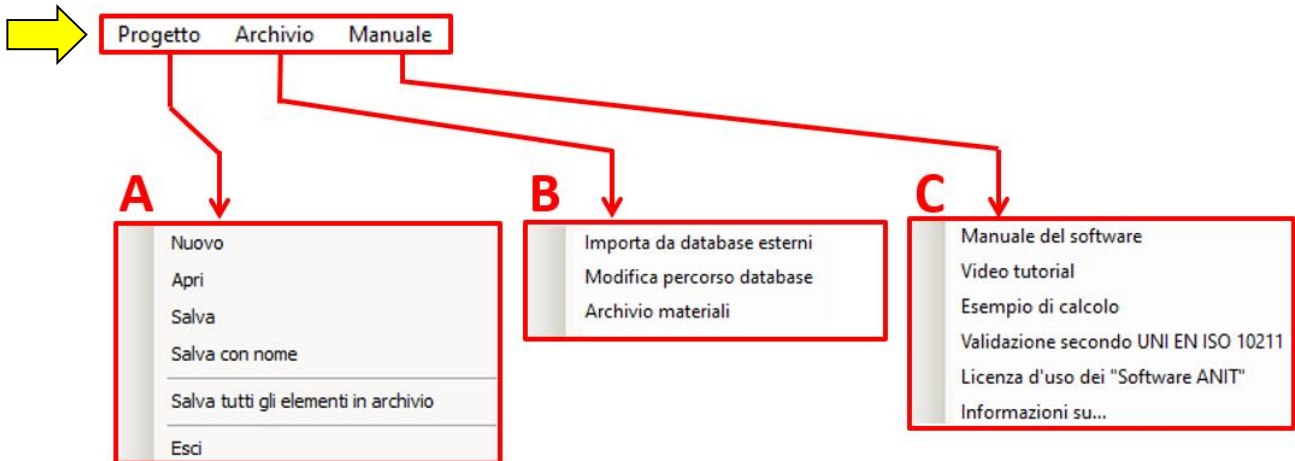 Progetto Archivio Manuale
A
Nuovo
Apri
Salva
Salva con nome
Salva tutti gli elementi in archivio
Esci
B
Importa da database esterni
Modifica percorso database
Archivio materiali
C
Manuale del software
Video tutorial
Esempio di calcolo
Validazione secondo UNI EN ISO 10211
Licenza d'uso dei "Software ANIT"
Informazioni su...